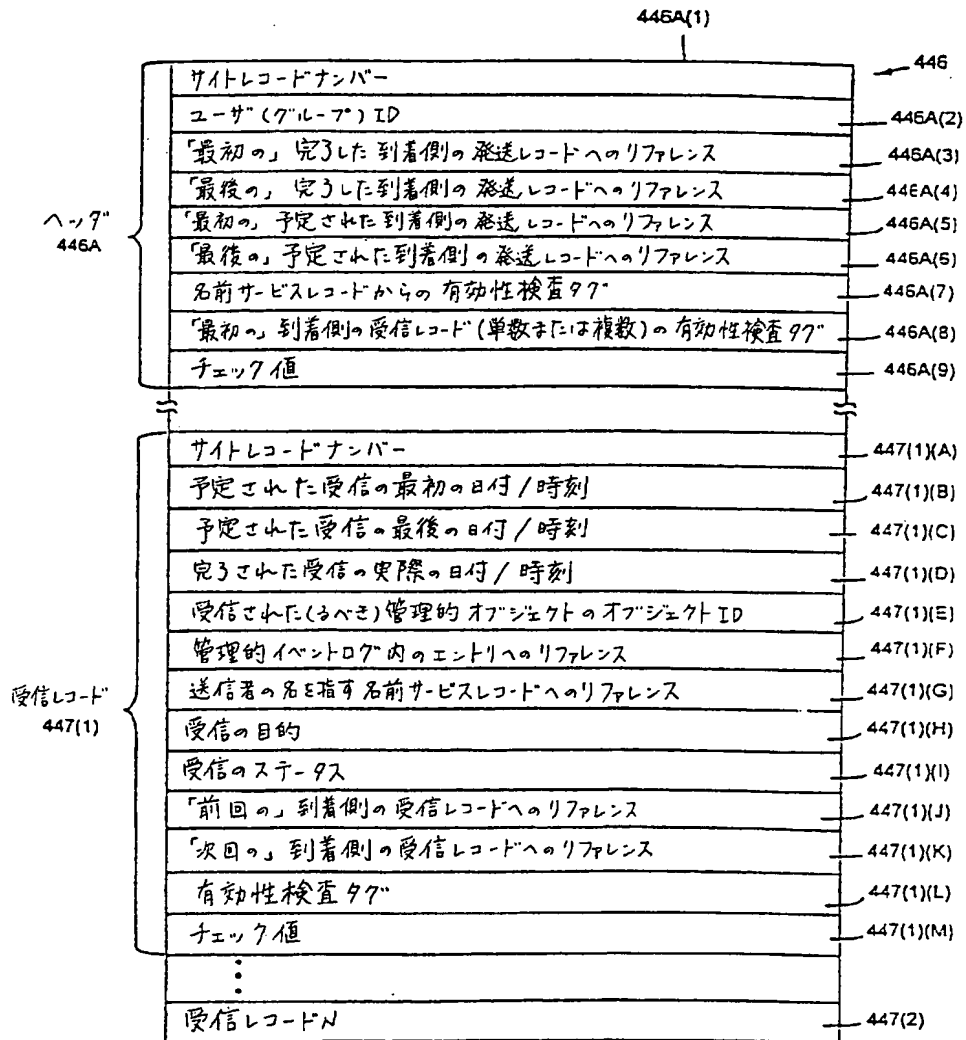 446A(1)
446
サイトレコードナンバー
ユーザ(グループ)ID 446A(2)
「最初の」完了した到着側の発送レコードへのリファレンス 446A(3)
「最後の」完了した到着側の発送レコードへのリファレンス 446A(4)
「最初の」予定された到着側の発送レコードへのリファレンス 446A(5)
「最後の」予定された到着側の発送レコードへのリファレンス 446A(6)
名前サービスレコードからの有効性検査タグ 446A(7)
「最初の」到着側の受信レコード(単数または複数)の有効性検査タグ 446A(8)
チェック値 446A(9)
ヘッダ
446A
サイトレコードナンバー 447(1)(A)
予定された受信の最初の日付/時刻 447(1)(B)
予定された受信の最後の日付/時刻 447(1)(C)
完了された受信の実際の日付/時刻 447(1)(D)
受信された(るべき)管理的オブジェクトのオブジェクトID 447(1)(E)
管理的イベントログ内のエントリへのリファレンス 447(1)(F)
送信者の名を指す名前サービスレコードへのリファレンス 447(1)(G)
受信の目的 447(1)(H)
受信のステータス 447(1)(I)
「前回の」到着側の受信レコードへのリファレンス 447(1)(J)
「次回の」到着側の受信レコードへのリファレンス 447(1)(K)
有効性検査タグ 447(1)(L)
チェック値 447(1)(M)
受信レコード
447(1)
受信レコードN 447(2)